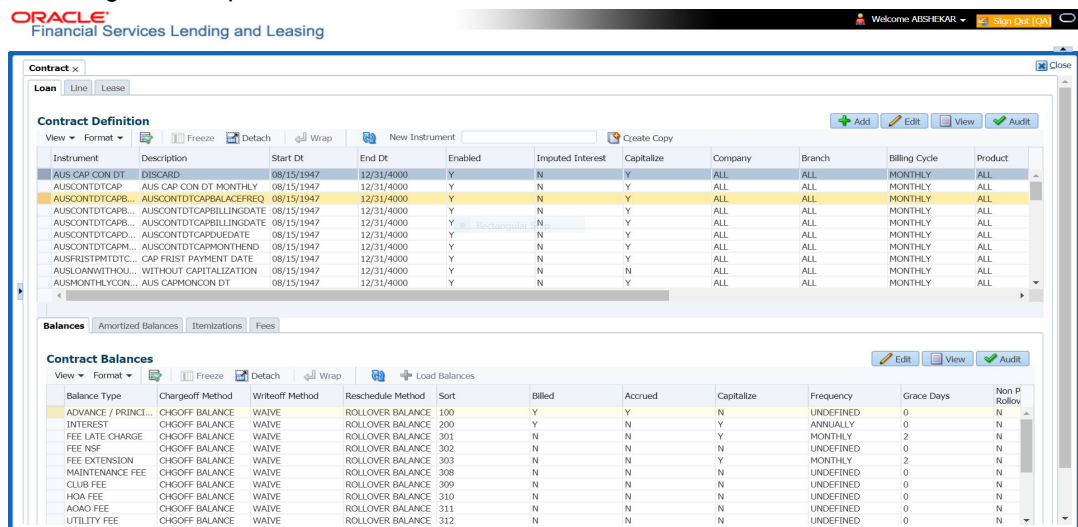 ORACLE®
Financial Services Lending and Leasing
Welcome ABSHEKAR Sign Out (QA)
Contract × Close
Loan Line Lease
Contract Definition
Add Edit View Audit
View Format Freeze Detach Wrap New Instrument Create Copy
Instrument Description Start Dt End Dt Enabled Imputed Interest Capitalize Company Branch Billing Cycle Product
AUS CAP CON DT DISCARD 08/15/1947 12/31/4000 Y N Y ALL ALL MONTHLY ALL
AUSCONTDTCAP AUS CAP CON DT MONTHLY 08/15/1947 12/31/4000 Y N Y ALL ALL MONTHLY ALL
AUSCONTDTCAPB... AUSCONTDTCAPBALACEFREQ 08/15/1947 12/31/4000 Y N Y ALL ALL MONTHLY ALL
AUSCONTDTCAPB... AUSCONTDTCAPBILLINGDATE 08/15/1947 12/31/4000 Y N Y ALL ALL MONTHLY ALL
AUSCONTDTCAPB... AUSCONTDTCAPBILLINGDATE 08/15/1947 12/31/4000 Y N Y ALL ALL MONTHLY ALL
AUSCONTDTCAPD... AUSCONTDTCAPDUEDATE 08/15/1947 12/31/4000 Y N Y ALL ALL MONTHLY ALL
AUSCONTDTCAPM... AUSCONTDTCAPMONTHEND 08/15/1947 12/31/4000 Y N Y ALL ALL MONTHLY ALL
AUSFRISTPMTDTC... CAP FRIST PAYMENT DATE 08/15/1947 12/31/4000 Y N Y ALL ALL MONTHLY ALL
AUSLOANWITHOU... WITHOUT CAPITALIZATION 08/15/1947 12/31/4000 Y N N ALL ALL MONTHLY ALL
AUSMONTHLYCON... AUS CAPMONCON DT 08/15/1947 12/31/4000 Y N Y ALL ALL MONTHLY ALL
Balances Amortized Balances Itemizations Fees
Contract Balances
Edit View Audit
View Format Freeze Detach Wrap Load Balances
Balance Type Chargeoff Method Writeoff Method Reschedule Method Sort Billed Accrued Capitalize Frequency Grace Days Non P
Rollov
ADVANCE / PRINCI... CHGOFF BALANCE WAIVE ROLLOVER BALANCE 100 Y Y N UNDEFINED 0 N
INTEREST CHGOFF BALANCE WAIVE ROLLOVER BALANCE 200 Y N Y ANNUALLY 0 N
FEE LATE CHARGE CHGOFF BALANCE WAIVE ROLLOVER BALANCE 301 N N Y MONTHLY 2 N
FEE NSF CHGOFF BALANCE WAIVE ROLLOVER BALANCE 302 N N N UNDEFINED 0 N
FEE EXTENSION CHGOFF BALANCE WAIVE ROLLOVER BALANCE 303 N N Y MONTHLY 2 N
MAINTENANCE FEE CHGOFF BALANCE WAIVE ROLLOVER BALANCE 308 N N N UNDEFINED 0 N
CLUB FEE CHGOFF BALANCE WAIVE ROLLOVER BALANCE 309 N N N UNDEFINED 0 N
HOA FEE CHGOFF BALANCE WAIVE ROLLOVER BALANCE 310 N N N UNDEFINED 0 N
AOAO FEE CHGOFF BALANCE WAIVE ROLLOVER BALANCE 311 N N N UNDEFINED 0 N
UTILITY FEE CHGOFF BALANCE WAIVE ROLLOVER BALANCE 312 N N N UNDEFINED 0 N